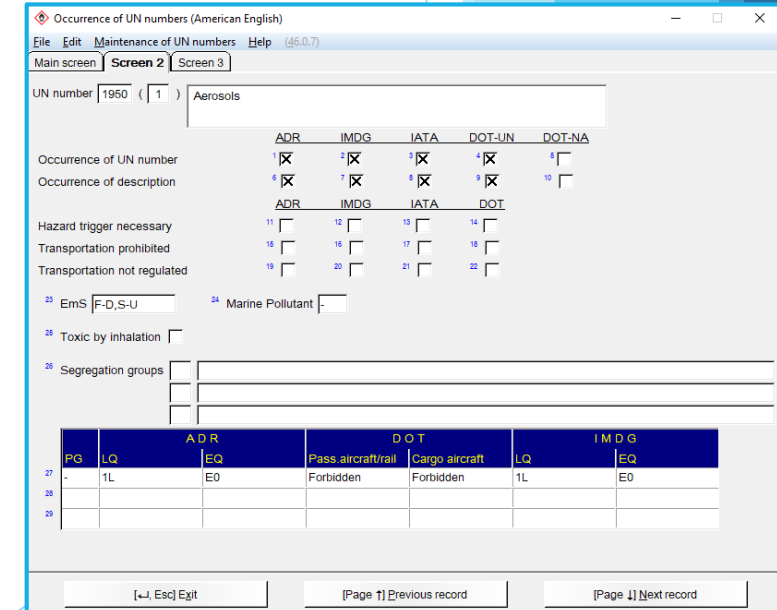 Occurrence of UN numbers (American English)
File Edit Maintenance of UN numbers Help (46.0.7)
Main screen Screen 2 Screen 3
UN number 1950 ( 1 ) Aerosols
ADR IMDG IATA DOT-UN DOT-NA
Occurrence of UN number 1 2 3 4 5
Occurrence of description 6 7 8 9 10
ADR IMDG IATA DOT
Hazard trigger necessary 11 12 13 14
Transportation prohibited 15 16 17 18
Transportation not regulated 19 20 21 22
23 EmS F-D,S-U 24 Marine Pollutant -
25 Toxic by inhalation
26 Segregation groups
ADR DOT IMDG
PG LQ EQ Pass.aircraft/rail Cargo aircraft LQ EQ
27 - 1L E0 Forbidden Forbidden 1L E0
28
29
[↵, Esc] Exit [Page ↑] Previous record [Page ↓] Next record